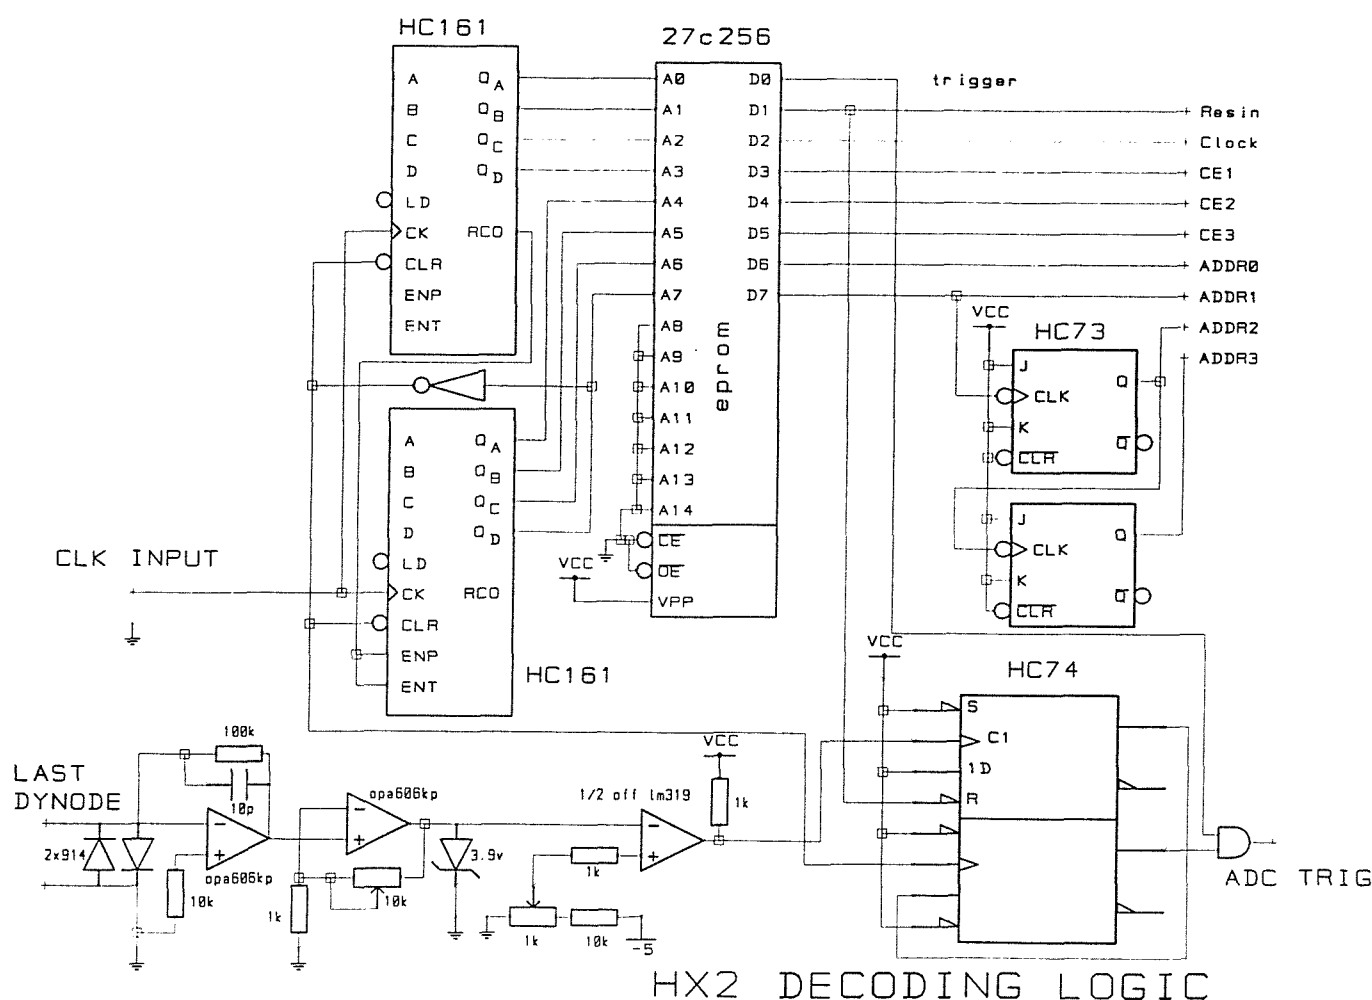 HC161
27c256
A QA
B QB
C QC
D QD
LD
CK RCO
CLR
ENP
ENT
A0 D0
A1 D1
A2 D2
A3 D3
A4 D4
A5 D5
A6 D6
A7 D7
A8
A9
A10
A11
A12
A13
A14
eprom
CE
OE
VPP
VCC
trigger
Resin
Clock
CE1
CE2
CE3
ADDR0
ADDR1
ADDR2
ADDR3
VCC
HC73
J Q
CLK
K Q
CLR
J Q
CLK
K Q
CLR
A QA
B QB
C QC
D QD
LD
CK RCO
CLR
ENP
ENT
HC161
CLK INPUT
VCC
HC74
S
C1
1D
R
ADC TRIG
LAST
DYNODE
2x914
100k
10p
opa606kp
10k
opa606kp
1k
10k
3.9v
1/2 off lm319
VCC
1k
1k
1k
10k
-5
HX2 DECODING LOGIC